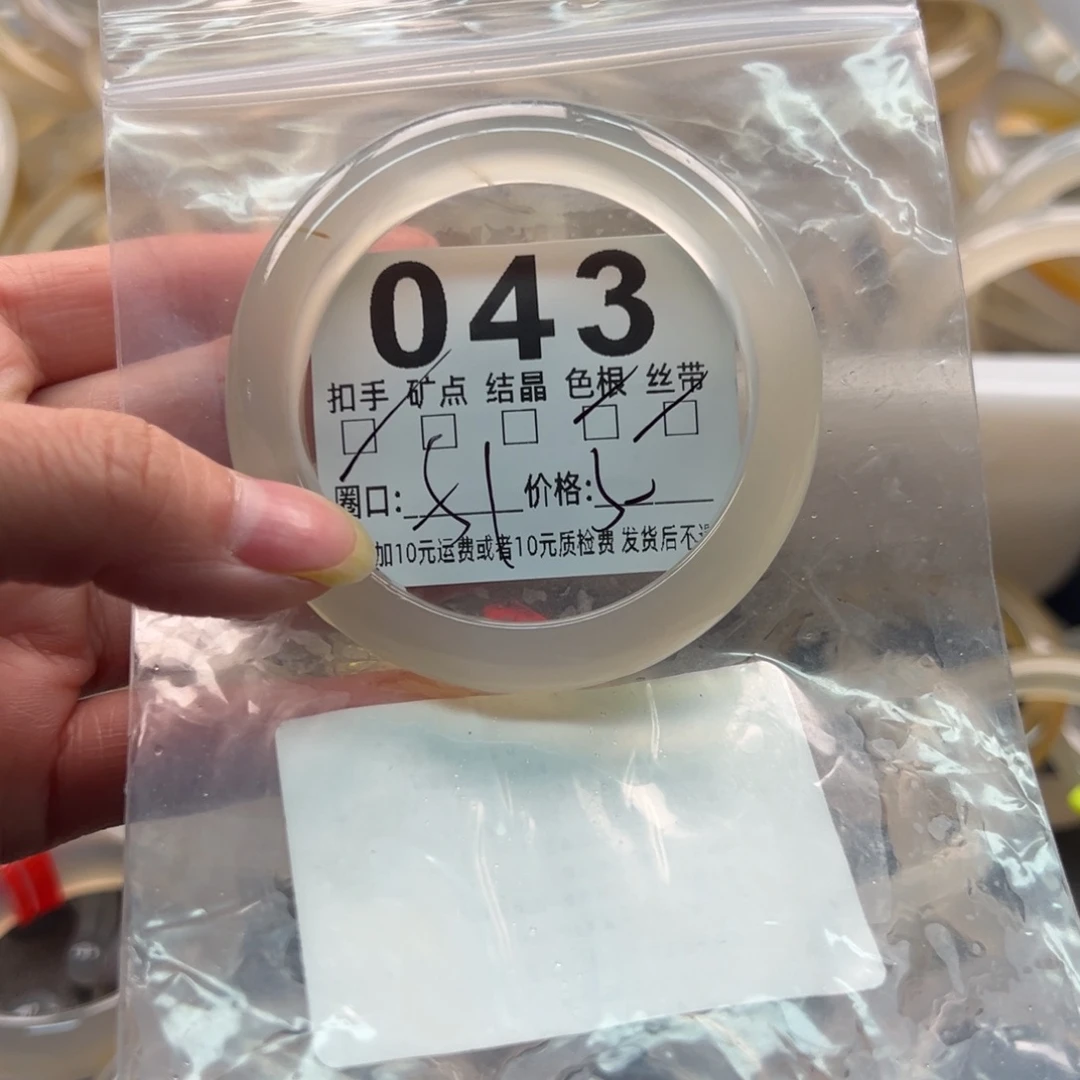 043
扣手 矿点 结晶 色根 丝带
圈口: 价格:
加10元运费或者10元质检费 发货后不